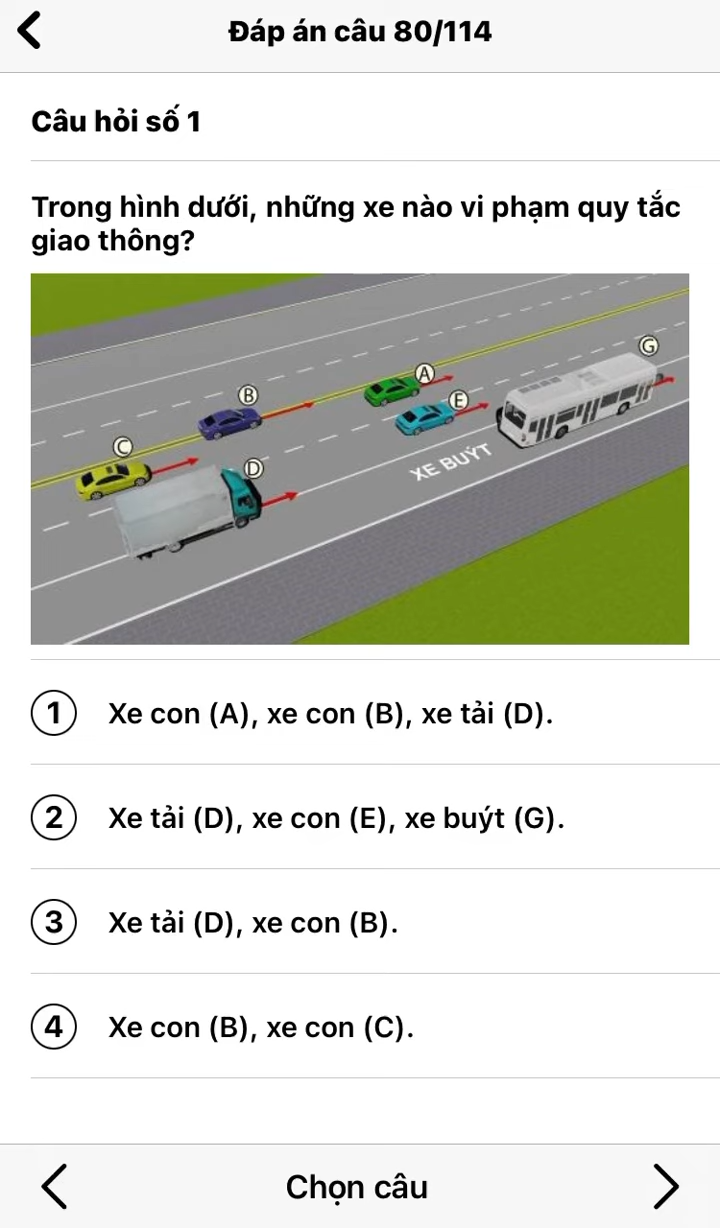 Đáp án câu 80/114
Câu hỏi số 1
Trong hình dưới, những xe nào vi phạm quy tắc
giao thông?
G
A
B
E
C
D
XE BUÝT
1 Xe con (A), xe con (B), xe tải (D).
2 Xe tải (D), xe con (E), xe buýt (G).
3 Xe tải (D), xe con (B).
4 Xe con (B), xe con (C).
Chọn câu